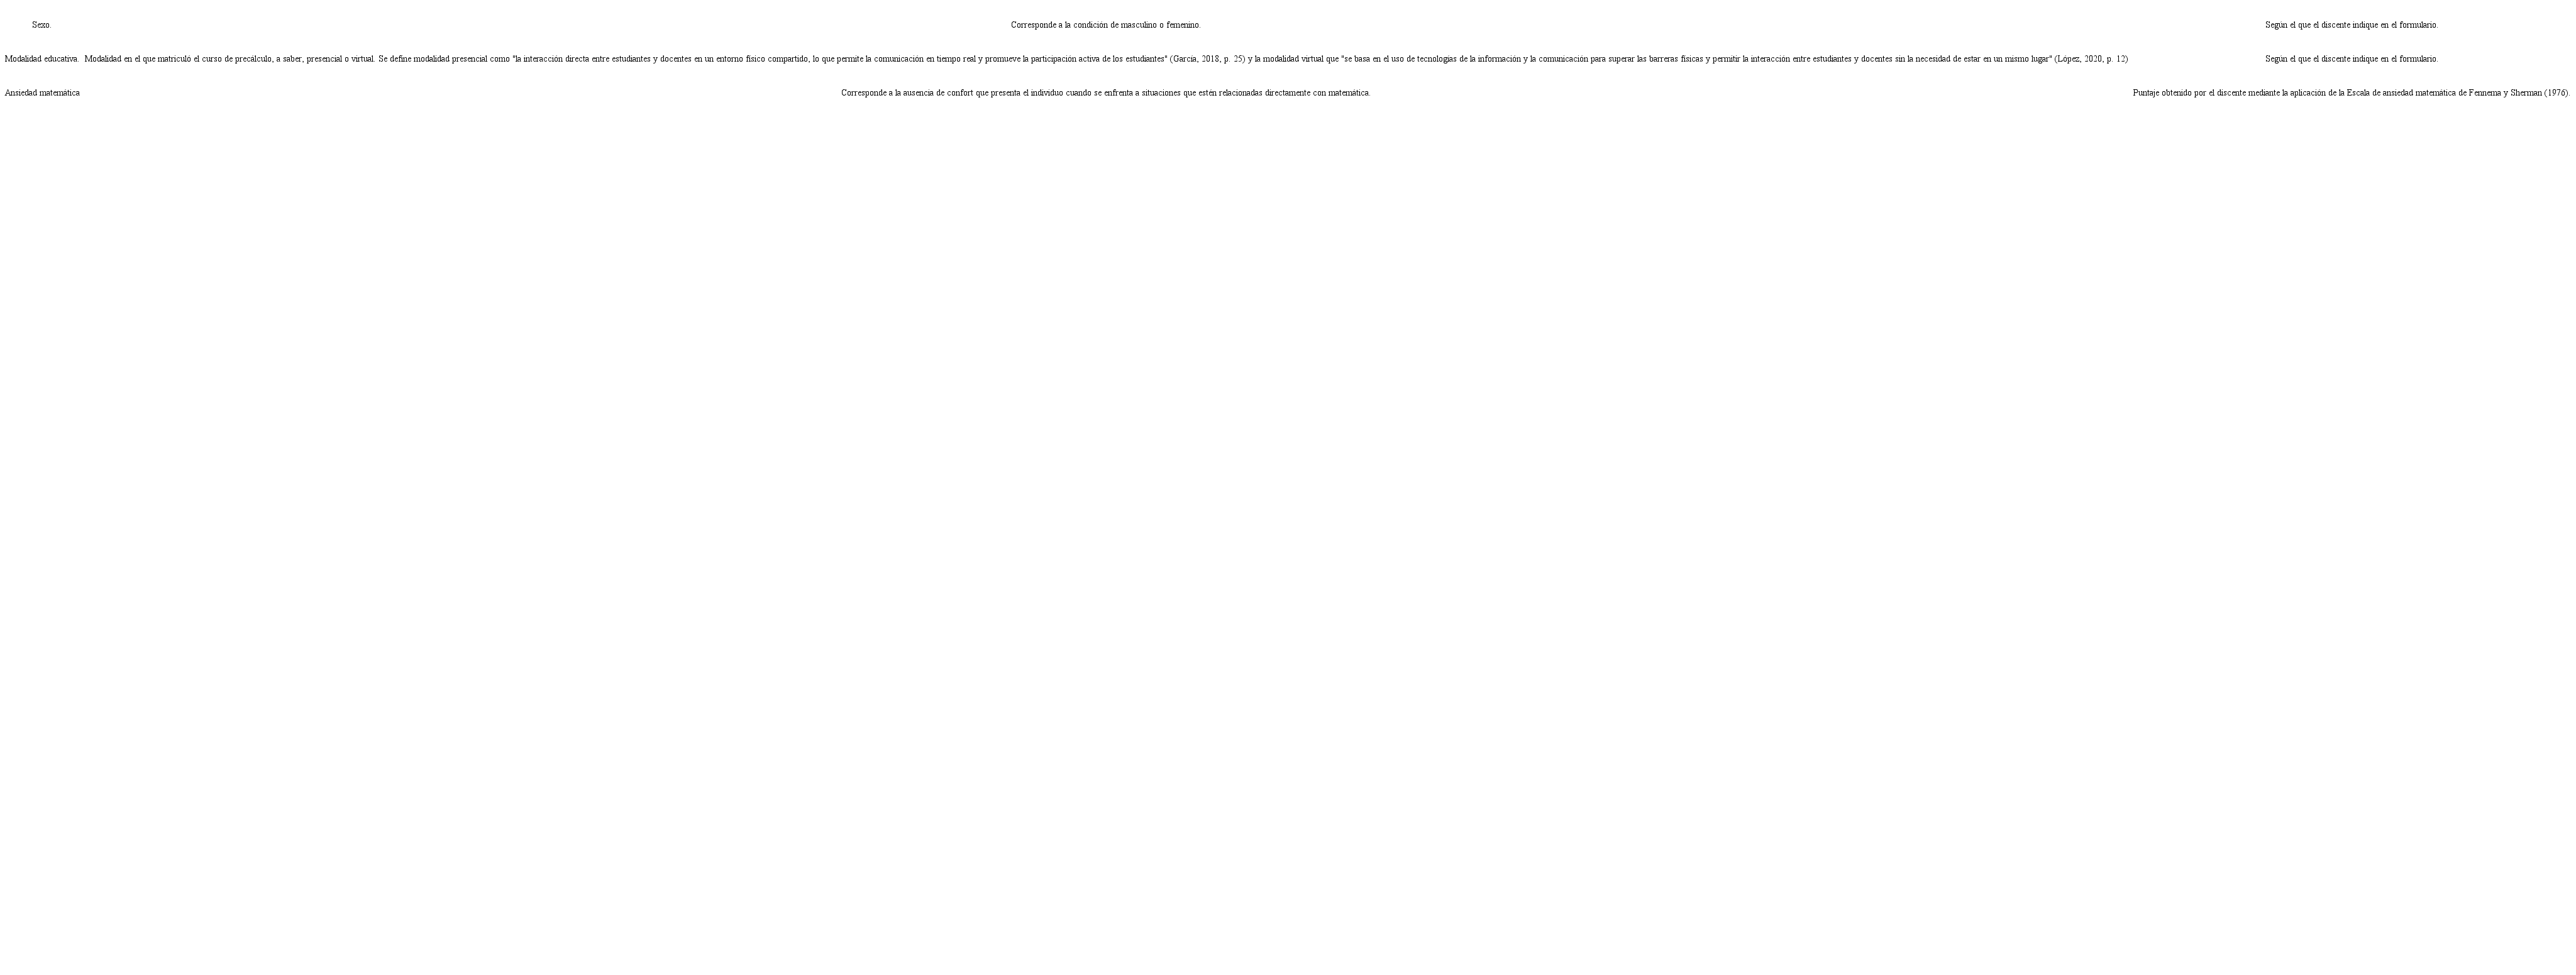 Sexo. Corresponde a la condición de masculino o femenino. Según el que el discente indique en el formulario.
Modalidad educativa. Modalidad en el que matriculó el curso de precálculo, a saber, presencial o virtual. Se define modalidad presencial como "la interacción directa entre estudiantes y docentes en un entorno físico compartido, lo que permite la comunicación en tiempo real y promueve la participación activa de los estudiantes" (García, 2018, p. 25) y la modalidad virtual que "se basa en el uso de tecnologías de la información y la comunicación para superar las barreras físicas y permitir la interacción entre estudiantes y docentes sin la necesidad de estar en un mismo lugar" (López, 2020, p. 12) Según el que el discente indique en el formulario.
Ansiedad matemática Corresponde a la ausencia de confort que presenta el individuo cuando se enfrenta a situaciones que estén relacionadas directamente con matemática. Puntaje obtenido por el discente mediante la aplicación de la Escala de ansiedad matemática de Fennema y Sherman (1976).